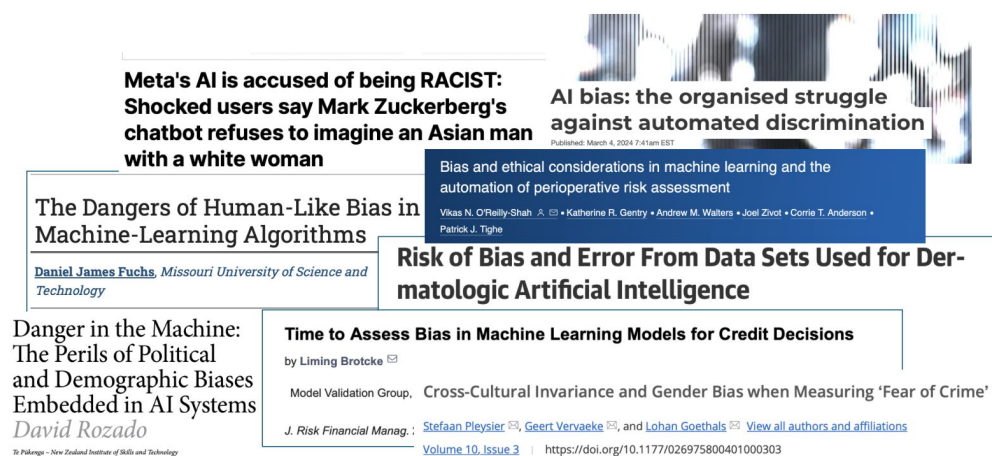 Meta's AI is accused of being RACIST:
Shocked users say Mark Zuckerberg's
chatbot refuses to imagine an Asian man
with a white woman
AI bias: the organised struggle
against automated discrimination
Published: March 4, 2024 7:41am EST
Bias and ethical considerations in machine learning and the
automation of perioperative risk assessment
Vikas N. O'Reilly-Shah • Katherine R. Gentry • Andrew M. Walters • Joel Zivot • Corrie T. Anderson •
Patrick J. Tighe
The Dangers of Human-Like Bias in
Machine-Learning Algorithms
Daniel James Fuchs, Missouri University of Science and
Technology
Risk of Bias and Error From Data Sets Used for Der-
matologic Artificial Intelligence
Danger in the Machine:
The Perils of Political
and Demographic Biases
Embedded in AI Systems
David Rozado
Te Pūkenga – New Zealand Institute of Skills and Technology
Time to Assess Bias in Machine Learning Models for Credit Decisions
by Liming Brotcke
Model Validation Group,
J. Risk Financial Manag.
Cross-Cultural Invariance and Gender Bias when Measuring ‘Fear of Crime’
Stefaan Pleysier, Geert Vervaeke, and Lohan Goethals View all authors and affiliations
Volume 10, Issue 3 | https://doi.org/10.1177/026975800401000303